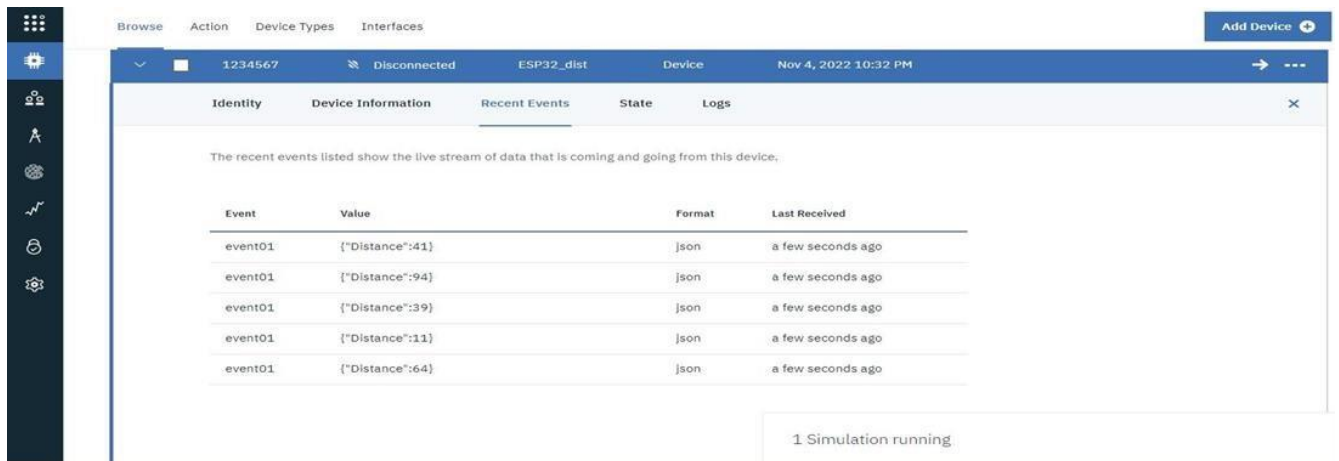 Browse Action Device Types Interfaces Add Device
1234567 Disconnected ESP32_dist Device Nov 4, 2022 10:32 PM
Identity Device Information Recent Events State Logs
The recent events listed show the live stream of data that is coming and going from this device.
Event Value Format Last Received
event01 {"Distance":41} json a few seconds ago
event01 {"Distance":94} json a few seconds ago
event01 {"Distance":39} json a few seconds ago
event01 {"Distance":11} json a few seconds ago
event01 {"Distance":64} json a few seconds ago
1 Simulation running